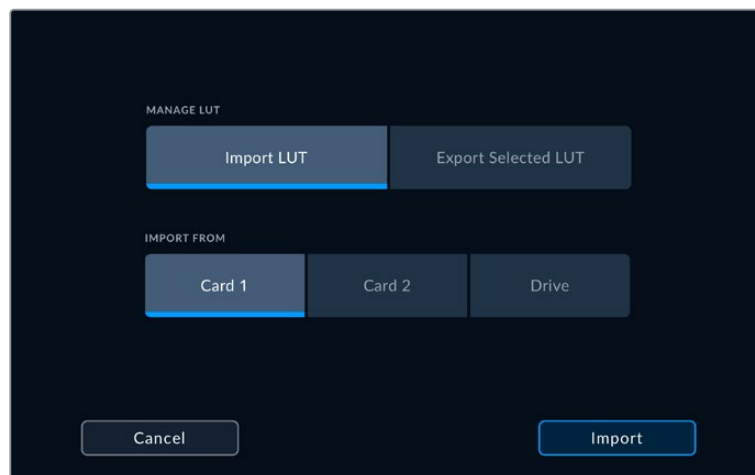 MANAGE LUT
Import LUT Export Selected LUT
IMPORT FROM
Card 1 Card 2 Drive
Cancel Import